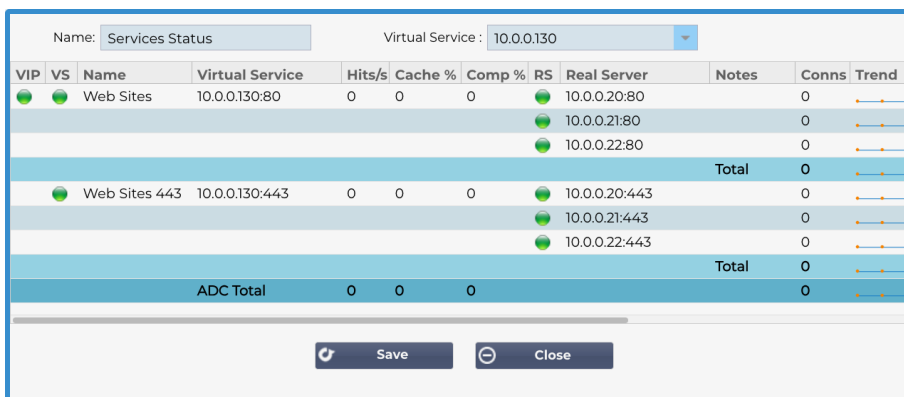 Name: Services Status Virtual Service : 10.0.0.130
VIP VS Name Virtual Service Hits/s Cache % Comp % RS Real Server Notes Conns Trend
Web Sites 10.0.0.130:80 0 0 0 10.0.0.20:80 0
10.0.0.21:80 0
10.0.0.22:80 0
Total 0
Web Sites 443 10.0.0.130:443 0 0 0 10.0.0.20:443 0
10.0.0.21:443 0
10.0.0.22:443 0
Total 0
ADC Total 0 0 0 0
Save Close